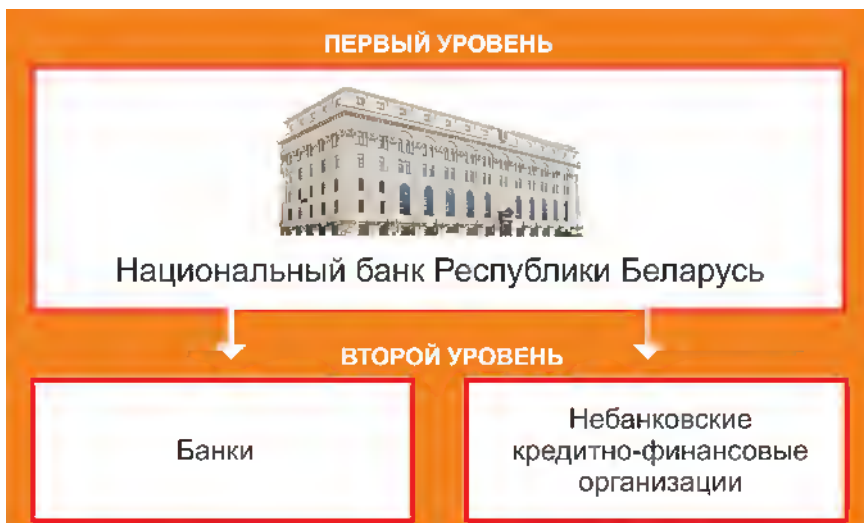 ПЕРВЫЙ УРОВЕНЬ
Национальный банк Республики Беларусь
ВТОРОЙ УРОВЕНЬ
Банки
Небанковские
кредитно-финансовые
организации